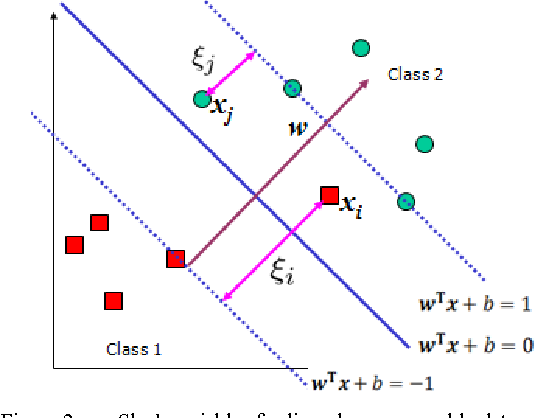 ξj
Class 2
xj
w
xi
ξi
wᵀx + b = 1
wᵀx + b = 0
Class 1
wᵀx + b = −1